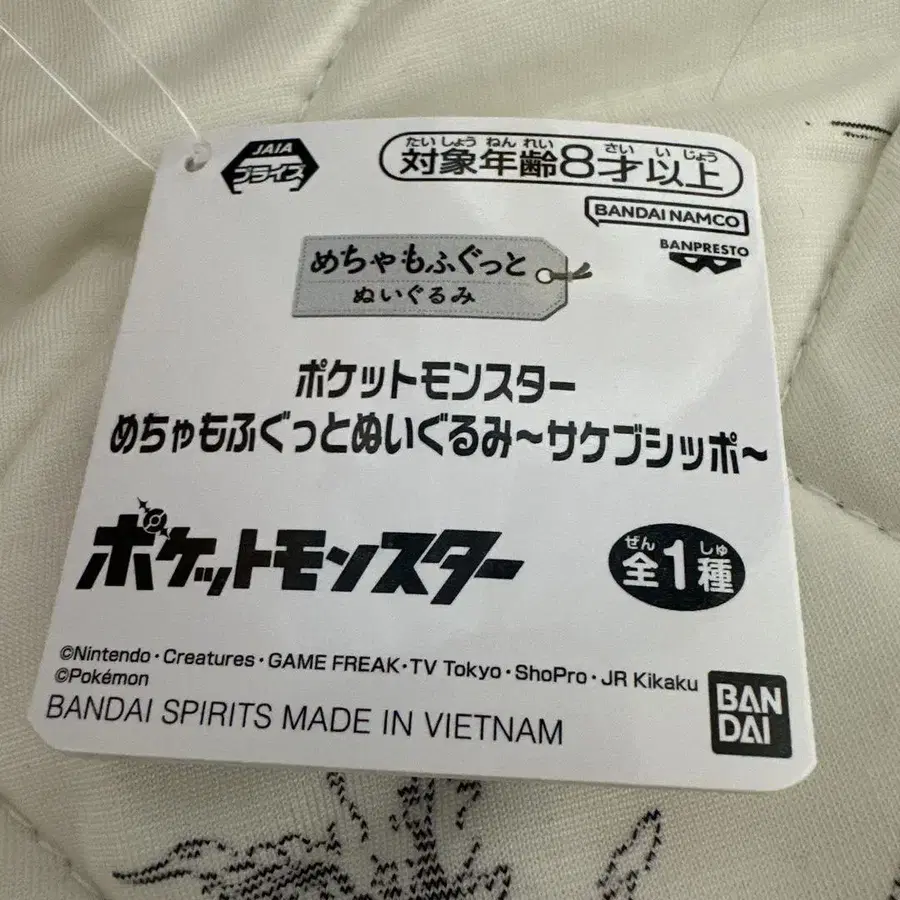 JAIA
プライズ
たいしょうねんれい さいいじょう
対象年齢8才以上
BANDAI NAMCO
BANPRESTO
めちゃもふぐっと
ぬいぐるみ
ポケットモンスター
めちゃもふぐっとぬいぐるみ~サケブシッポ~
ポケットモンスター
ぜん しゅ
全1種
©Nintendo・Creatures・GAME FREAK・TV Tokyo・ShoPro・JR Kikaku
©Pokémon
BANDAI SPIRITS MADE IN VIETNAM
BAN
DAI